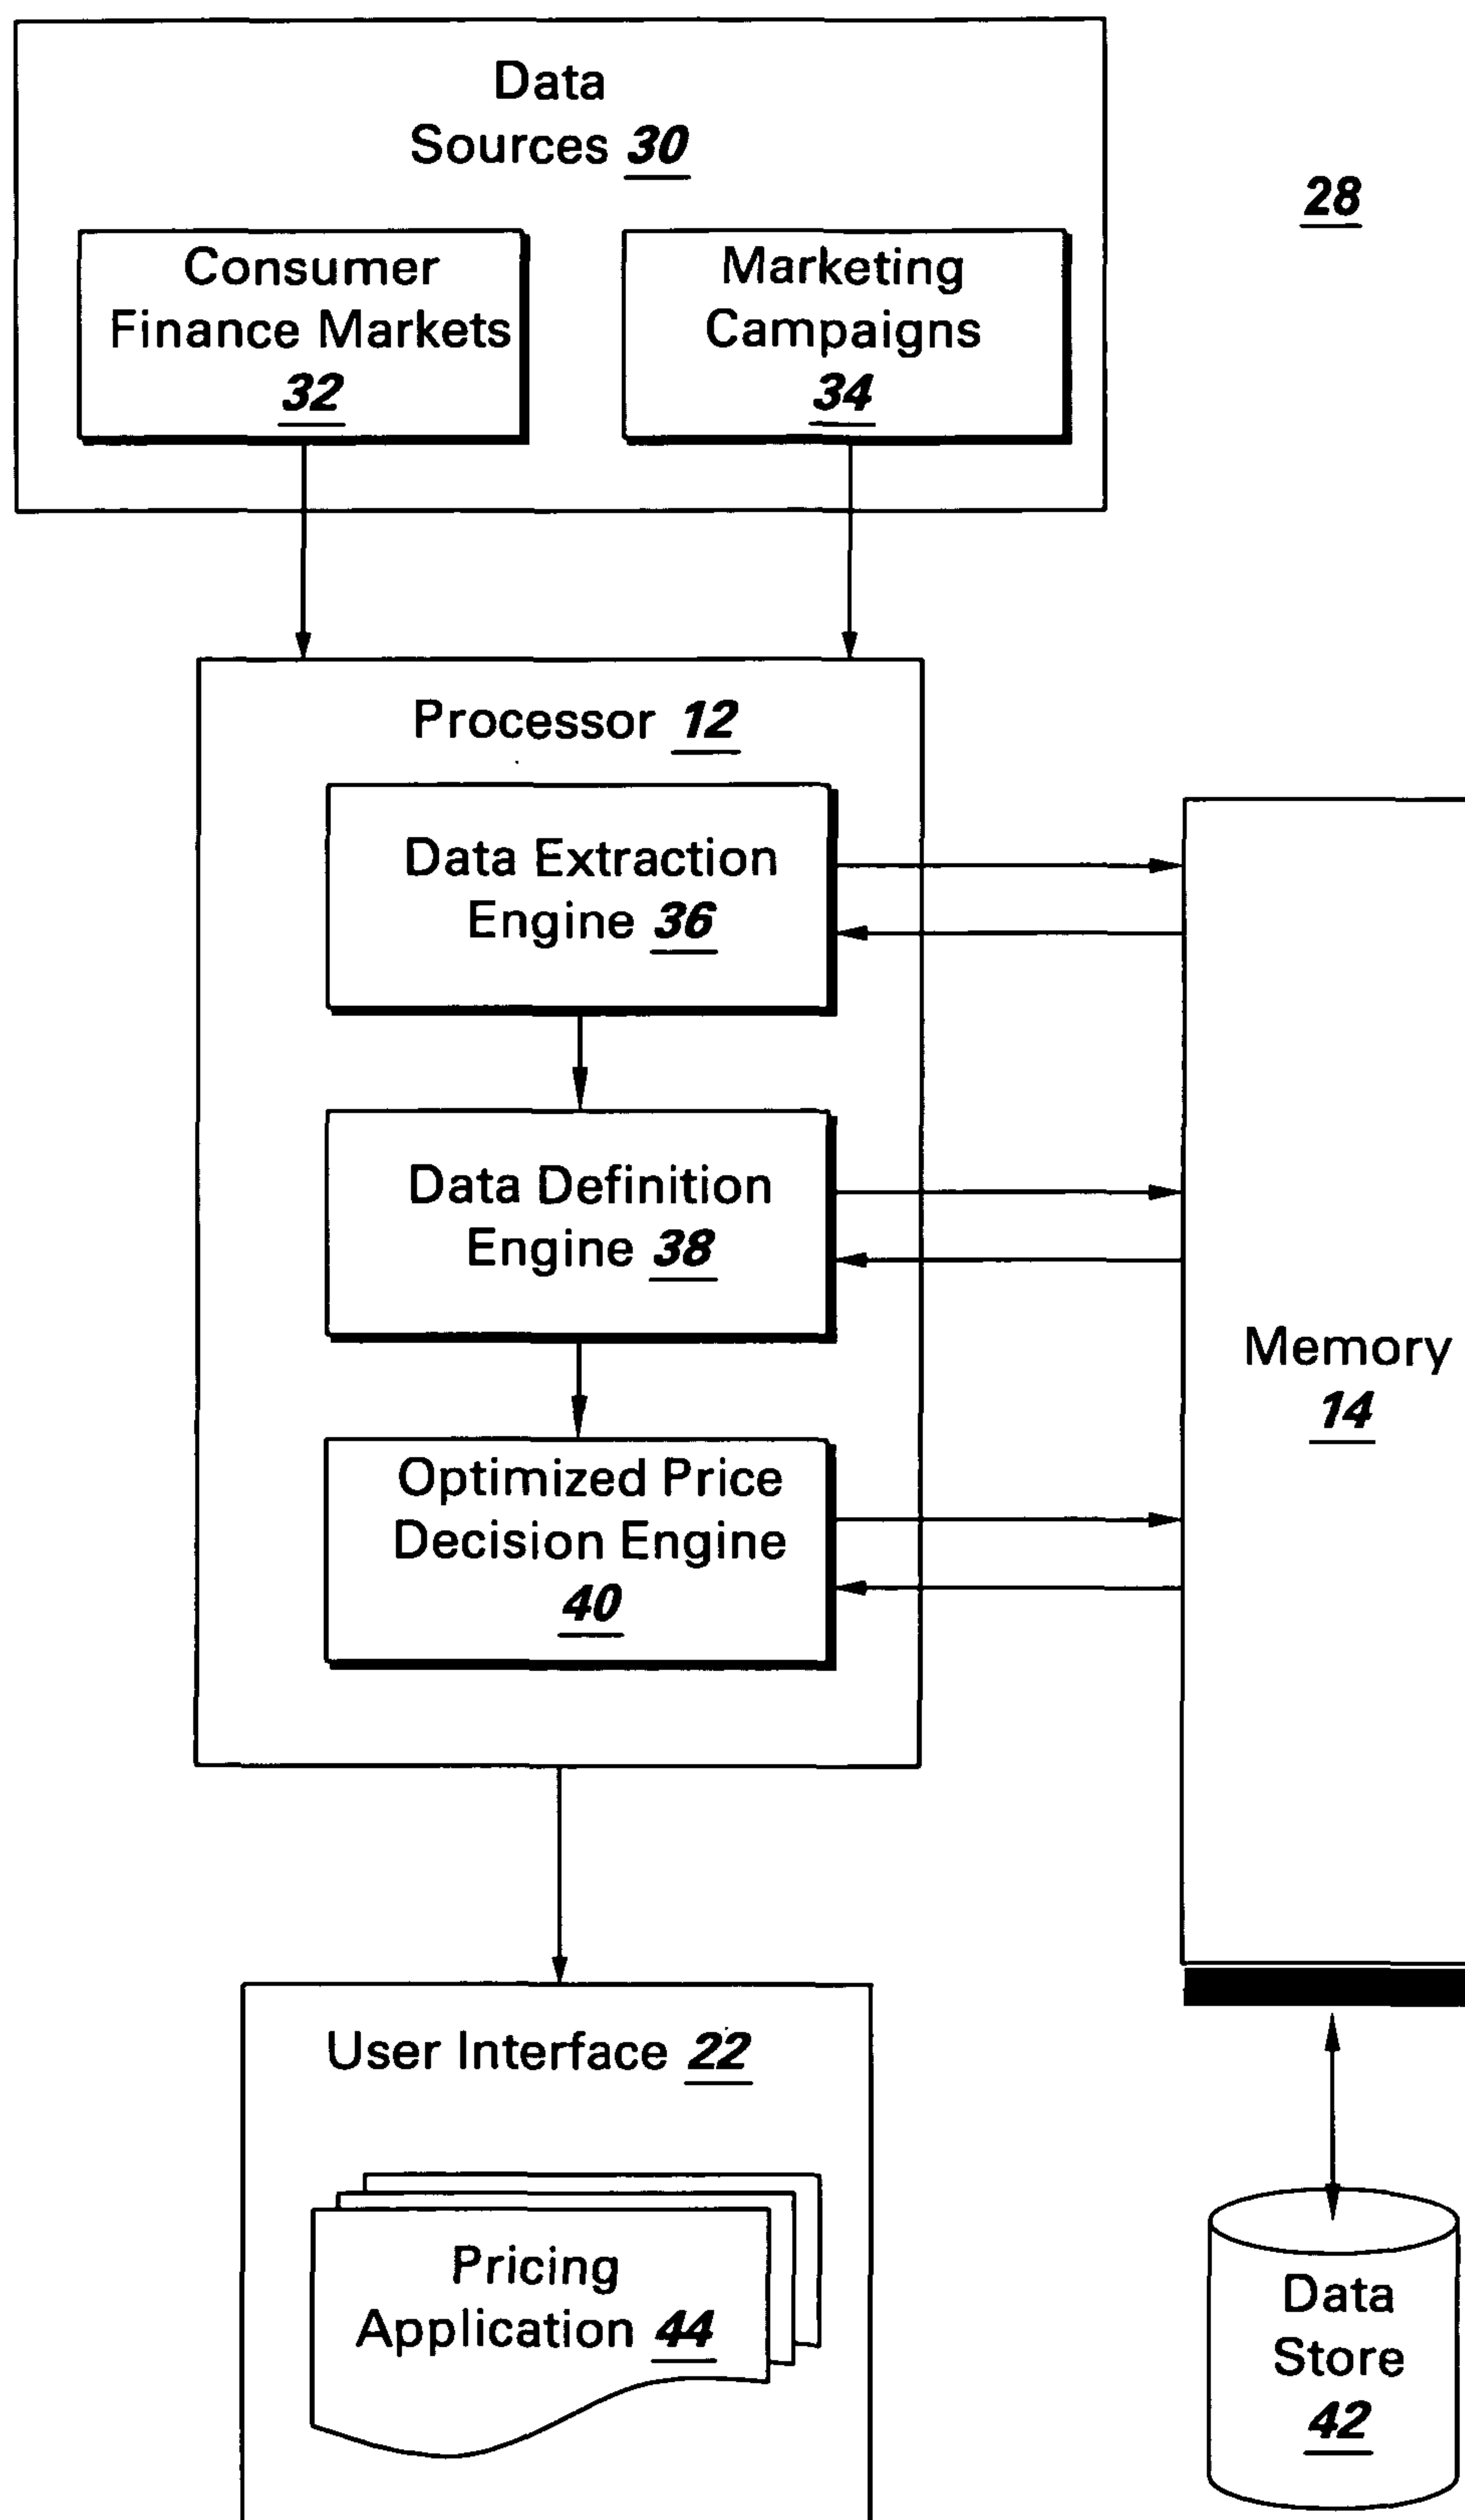 Data
Sources 30
28
Consumer
Finance Markets
32
Marketing
Campaigns
34
Processor 12
Data Extraction
Engine 36
Data Definition
Engine 38
Memory
14
Optimized Price
Decision Engine
40
User Interface 22
Pricing
Application 44
Data
Store
42